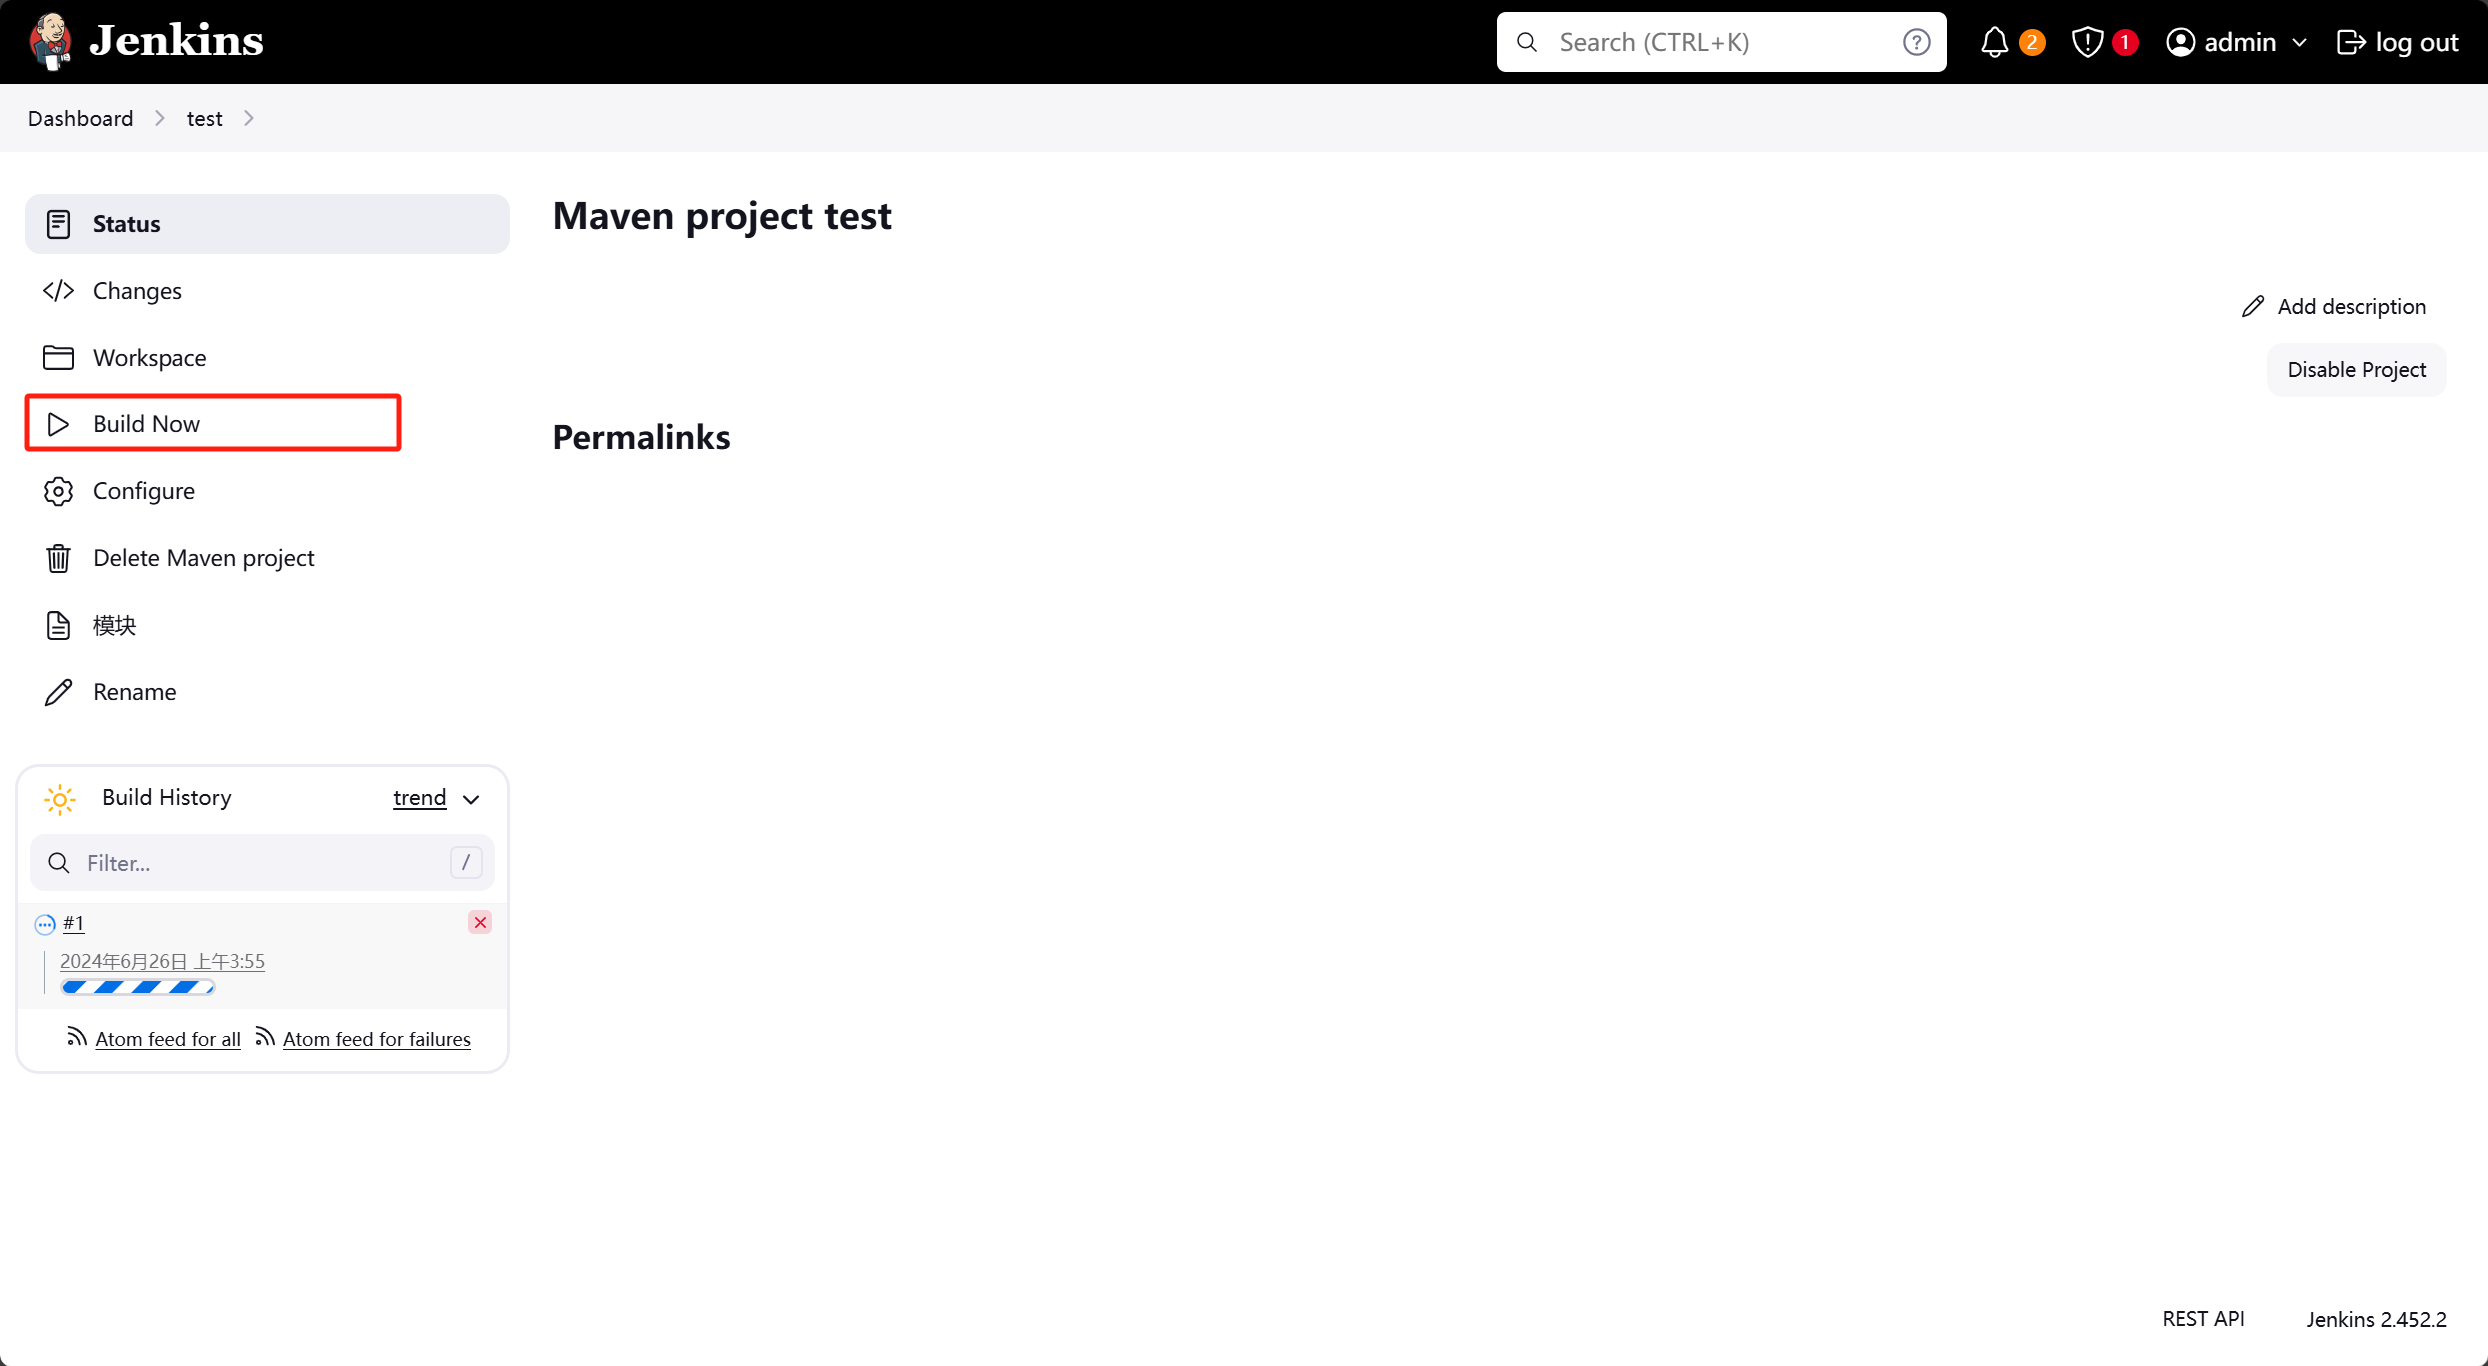 Jenkins
Search (CTRL+K)
2
1
admin
log out
Dashboard
test
Status
Changes
Workspace
Build Now
Configure
Delete Maven project
模块
Rename
Build History
trend
Filter...
/
#1
2024年6月26日 上午3:55
Atom feed for all
Atom feed for failures
Maven project test
Add description
Disable Project
Permalinks
REST API
Jenkins 2.452.2